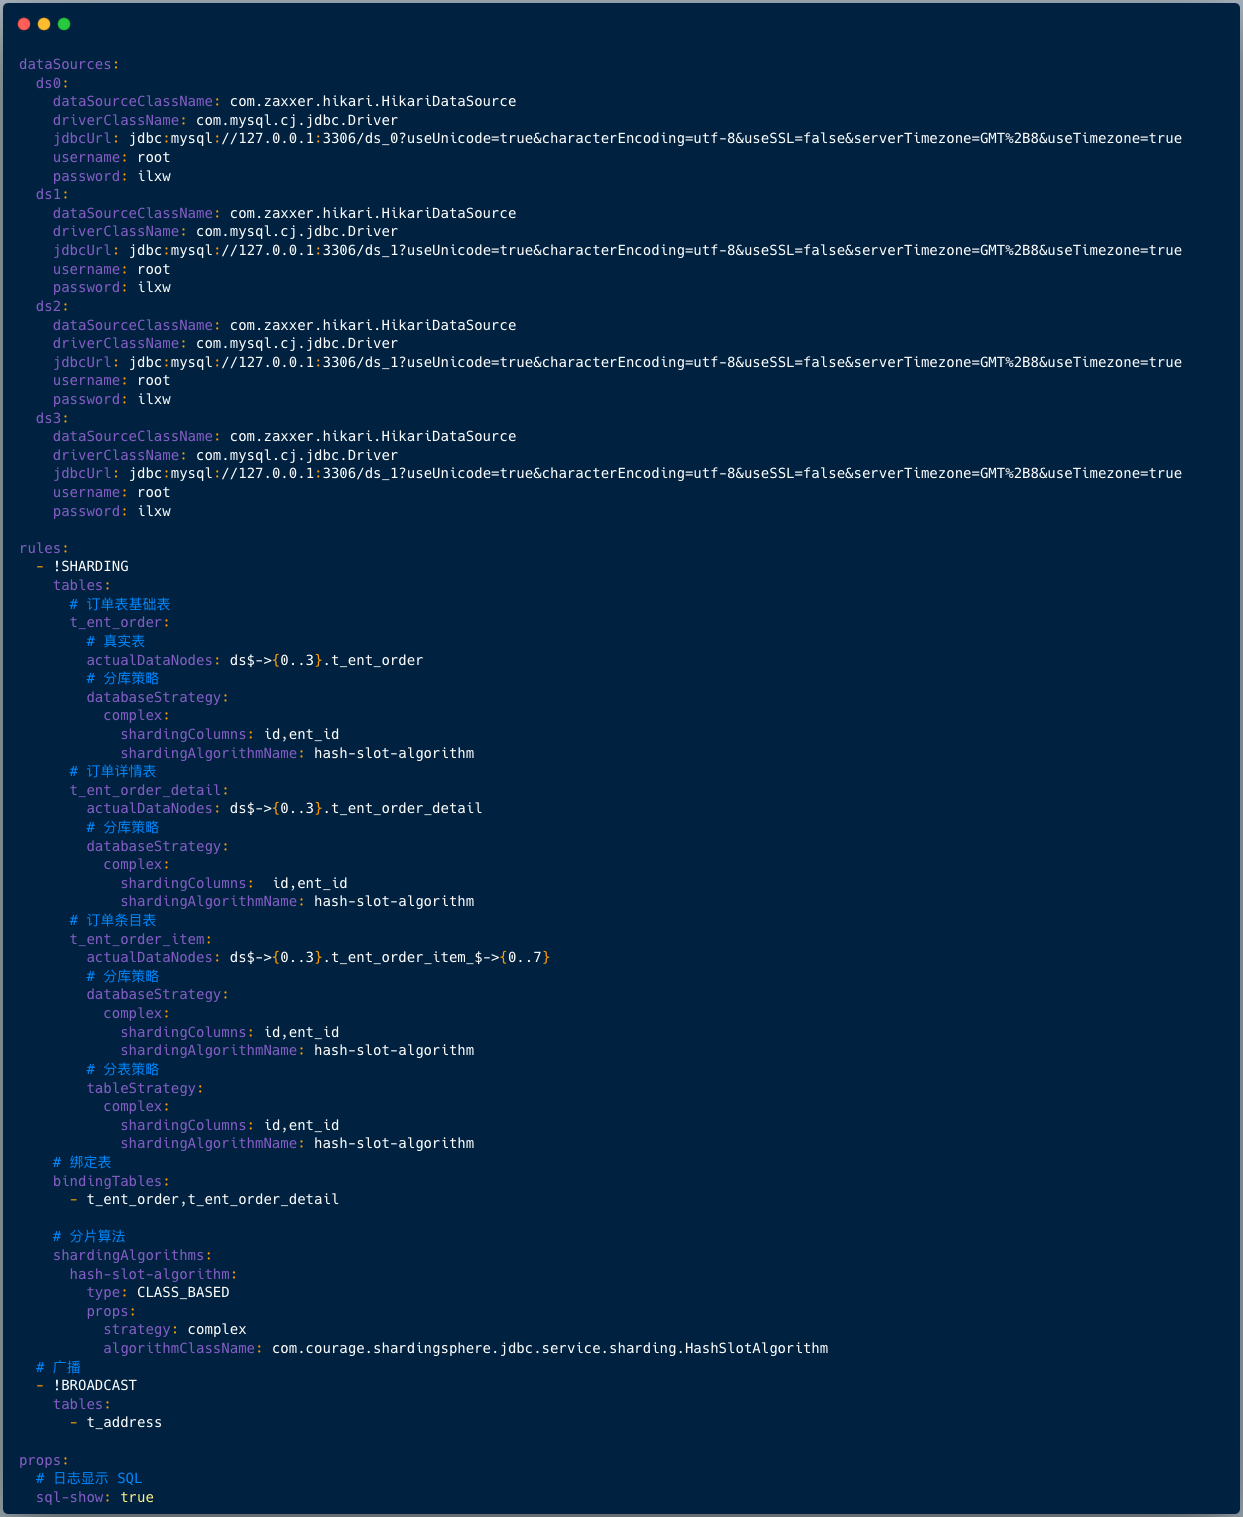 dataSources:
  ds0:
    dataSourceClassName: com.zaxxer.hikari.HikariDataSource
    driverClassName: com.mysql.cj.jdbc.Driver
    jdbcUrl: jdbc:mysql://127.0.0.1:3306/ds_0?useUnicode=true&characterEncoding=utf-8&useSSL=false&serverTimezone=GMT%2B8&useTimezone=true
    username: root
    password: ilxw
  ds1:
    dataSourceClassName: com.zaxxer.hikari.HikariDataSource
    driverClassName: com.mysql.cj.jdbc.Driver
    jdbcUrl: jdbc:mysql://127.0.0.1:3306/ds_1?useUnicode=true&characterEncoding=utf-8&useSSL=false&serverTimezone=GMT%2B8&useTimezone=true
    username: root
    password: ilxw
  ds2:
    dataSourceClassName: com.zaxxer.hikari.HikariDataSource
    driverClassName: com.mysql.cj.jdbc.Driver
    jdbcUrl: jdbc:mysql://127.0.0.1:3306/ds_1?useUnicode=true&characterEncoding=utf-8&useSSL=false&serverTimezone=GMT%2B8&useTimezone=true
    username: root
    password: ilxw
  ds3:
    dataSourceClassName: com.zaxxer.hikari.HikariDataSource
    driverClassName: com.mysql.cj.jdbc.Driver
    jdbcUrl: jdbc:mysql://127.0.0.1:3306/ds_1?useUnicode=true&characterEncoding=utf-8&useSSL=false&serverTimezone=GMT%2B8&useTimezone=true
    username: root
    password: ilxw

rules:
  - !SHARDING
    tables:
      # 订单表基础表
      t_ent_order:
        # 真实表
        actualDataNodes: ds$->{0..3}.t_ent_order
        # 分库策略
        databaseStrategy:
          complex:
            shardingColumns: id,ent_id
            shardingAlgorithmName: hash-slot-algorithm
      # 订单详情表
      t_ent_order_detail:
        actualDataNodes: ds$->{0..3}.t_ent_order_detail
        # 分库策略
        databaseStrategy:
          complex:
            shardingColumns:  id,ent_id
            shardingAlgorithmName: hash-slot-algorithm
      # 订单条目表
      t_ent_order_item:
        actualDataNodes: ds$->{0..3}.t_ent_order_item_$->{0..7}
        # 分库策略
        databaseStrategy:
          complex:
            shardingColumns: id,ent_id
            shardingAlgorithmName: hash-slot-algorithm
        # 分表策略
        tableStrategy:
          complex:
            shardingColumns: id,ent_id
            shardingAlgorithmName: hash-slot-algorithm
    # 绑定表
    bindingTables:
      - t_ent_order,t_ent_order_detail

    # 分片算法
    shardingAlgorithms:
      hash-slot-algorithm:
        type: CLASS_BASED
        props:
          strategy: complex
          algorithmClassName: com.courage.shardingsphere.jdbc.service.sharding.HashSlotAlgorithm
  # 广播
  - !BROADCAST
    tables:
      - t_address

props:
  # 日志显示 SQL
  sql-show: true